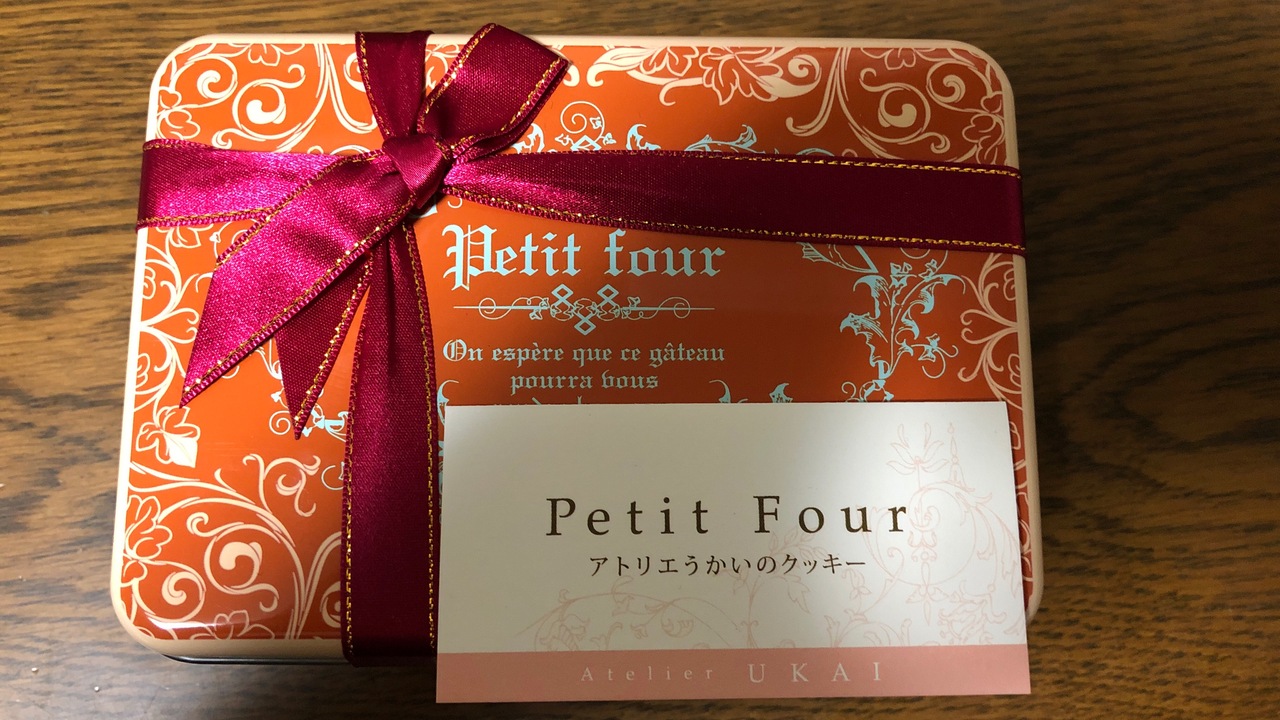 Petit four
On espère que ce gâteau
pourra vous
Petit Four
アトリエうかいのクッキー
Atelier UKAI